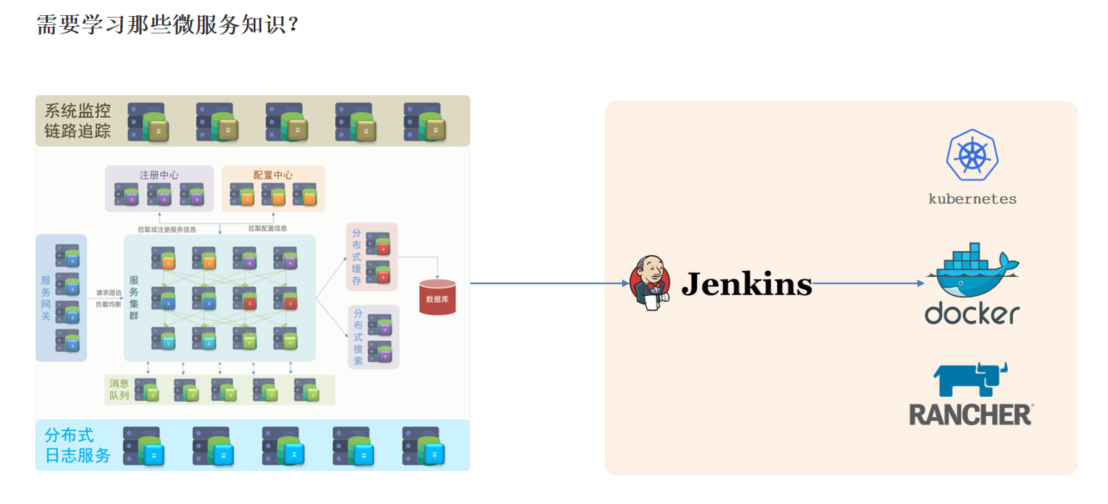 需要学习那些微服务知识？
系统监控
链路追踪
注册中心
配置中心
拉取或注册服务信息
拉取配置信息
服务网关
请求路由
负载均衡
服务集群
分布式缓存
数据库
分布式搜索
消息
队列
分布式
日志服务
Jenkins
kubernetes
docker
RANCHER